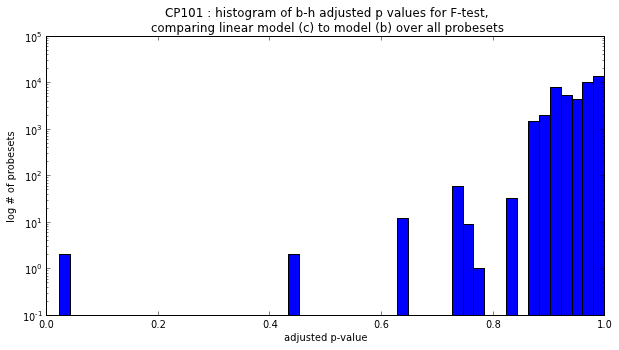 CP101 : histogram of b-h adjusted p values for F-test,
comparing linear model (c) to model (b) over all probesets
log # of probesets
10^5
10^4
10^3
10^2
10^1
10^0
10^-1
0.0 0.2 0.4 0.6 0.8 1.0
adjusted p-value